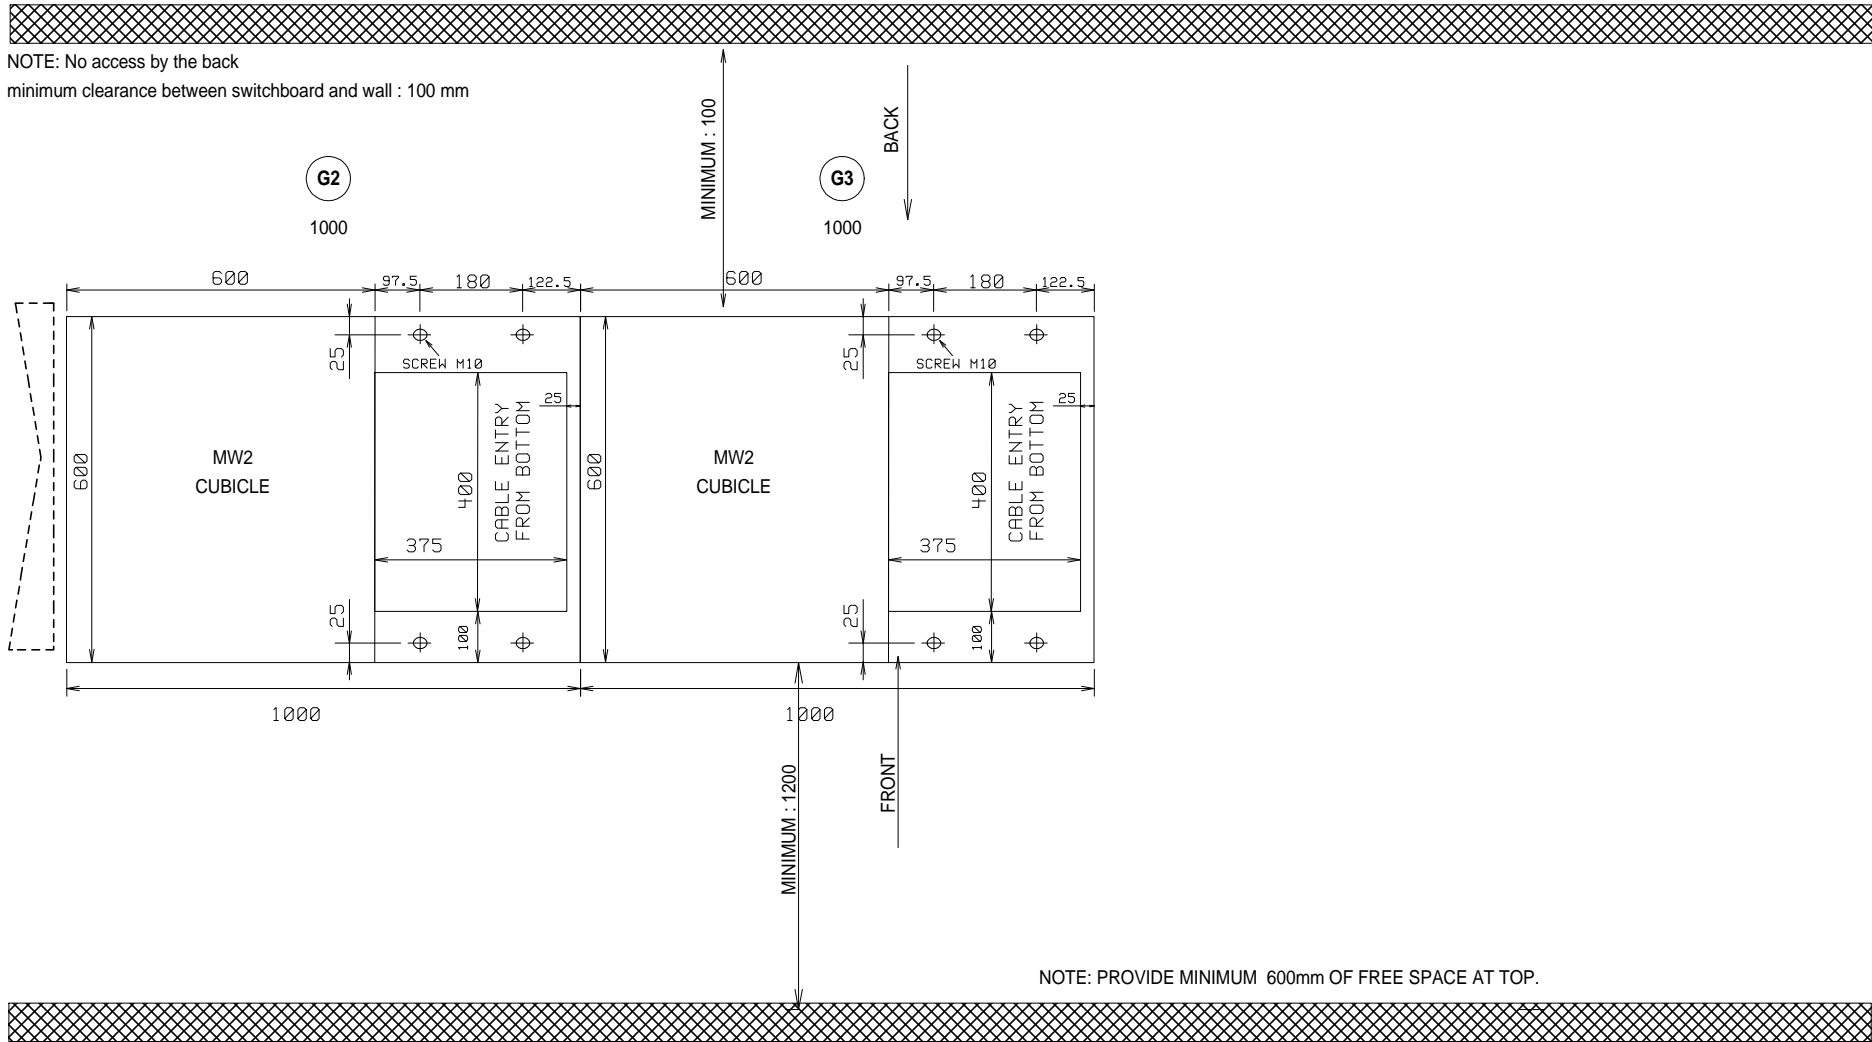 NOTE: No access by the back
minimum clearance between switchboard and wall : 100 mm
MINIMUM : 100
BACK
G2
1000
G3
1000
600
97.5
180
122.5
600
97.5
180
122.5
25
SCREW M10
25
SCREW M10
25
25
600
MW2
CUBICLE
400
CABLE ENTRY
FROM BOTTOM
375
600
MW2
CUBICLE
400
CABLE ENTRY
FROM BOTTOM
375
25
100
25
100
1000
1000
MINIMUM : 1200
FRONT
NOTE: PROVIDE MINIMUM 600mm OF FREE SPACE AT TOP.